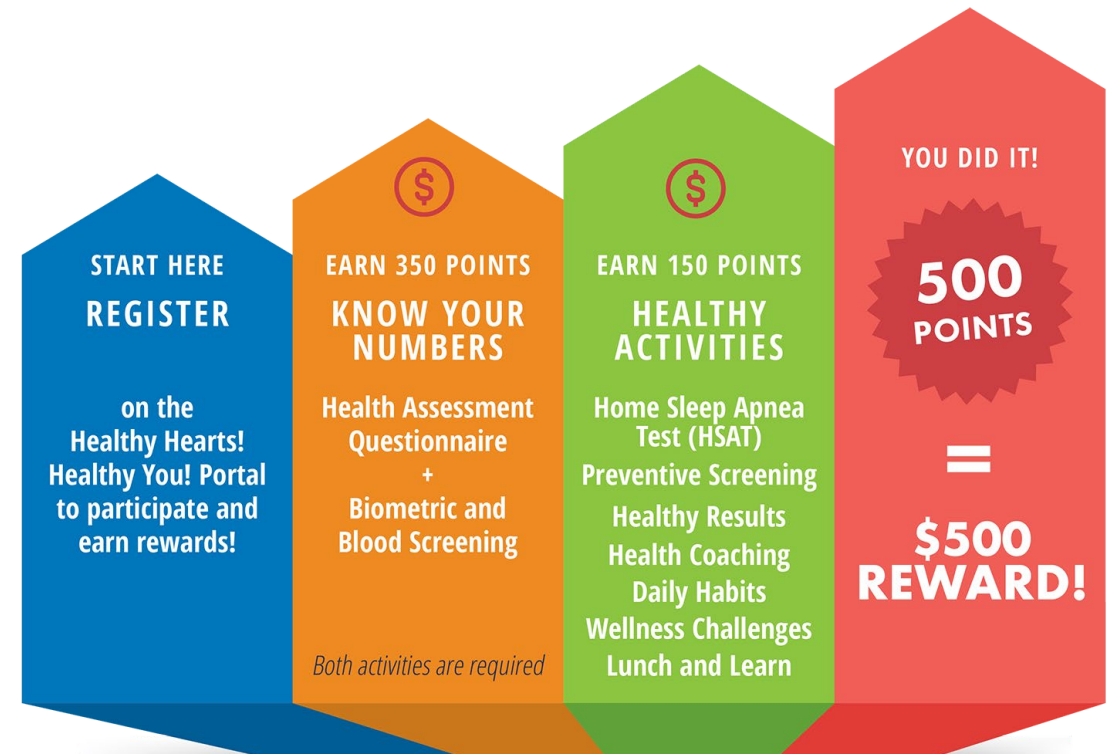 START HERE
REGISTER
on the
Healthy Hearts!
Healthy You! Portal
to participate and
earn rewards!
$
EARN 350 POINTS
KNOW YOUR
NUMBERS
Health Assessment
Questionnaire
+
Biometric and
Blood Screening
Both activities are required
$
EARN 150 POINTS
HEALTHY
ACTIVITIES
Home Sleep Apnea
Test (HSAT)
Preventive Screening
Healthy Results
Health Coaching
Daily Habits
Wellness Challenges
Lunch and Learn
YOU DID IT!
500
POINTS
=
$500
REWARD!